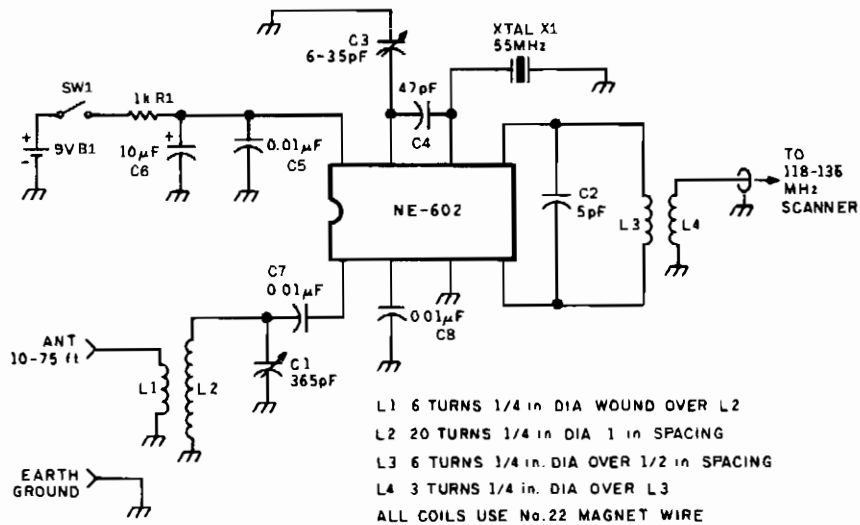 C3
6-35pF
XTAL X1
55MHz
SW1
1k R1
47pF
C4
+
9V B1
-
+
10µF
C6
0.01µF
C5
NE-602
C2
5pF
L3
L4
TO
118-136
MHz
SCANNER
C7
0 01µF
0 01µF
C8
ANT
10-75 ft
L1
L2
C1
365pF
EARTH
GROUND
L1 6 TURNS 1/4 in DIA WOUND OVER L2
L2 20 TURNS 1/4 in DIA 1 in SPACING
L3 6 TURNS 1/4 in. DIA OVER 1/2 in SPACING
L4 3 TURNS 1/4 in. DIA OVER L3
ALL COILS USE No.22 MAGNET WIRE